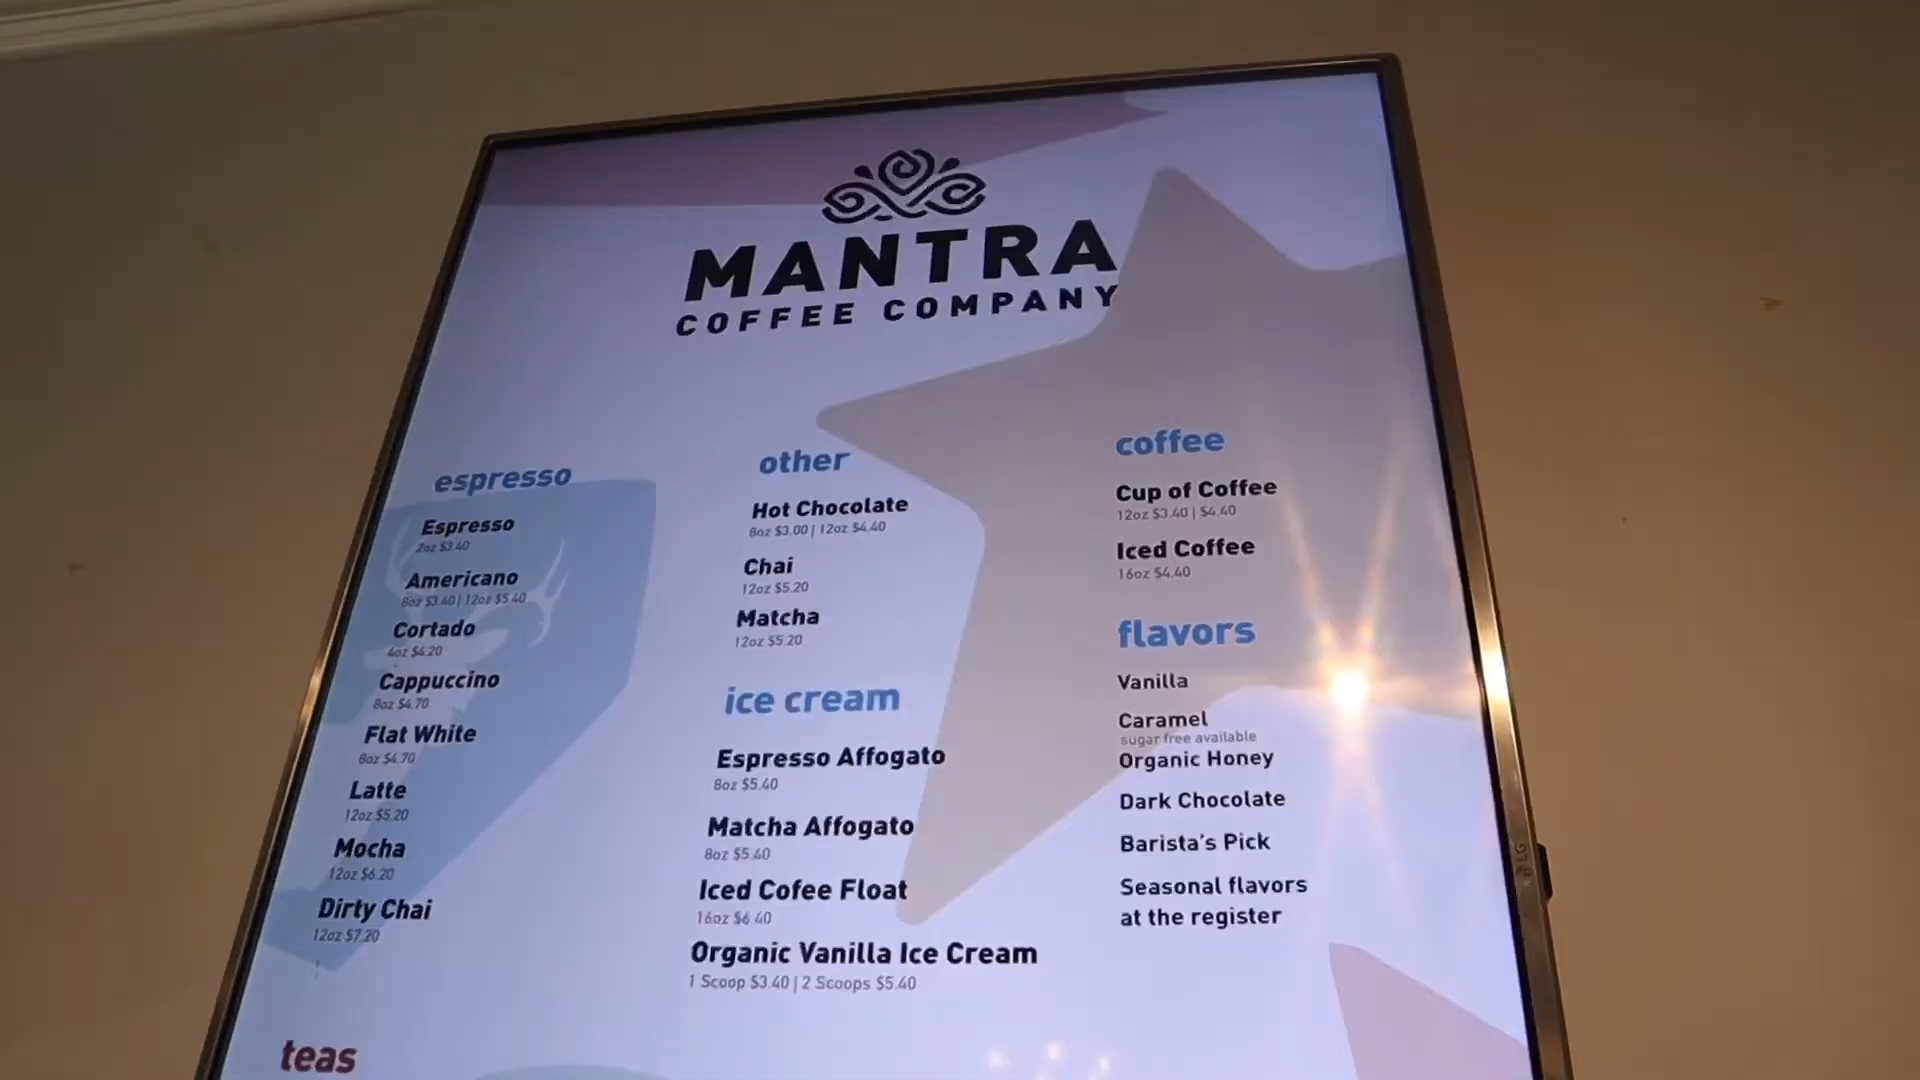 MANTRA
COFFEE COMPANY
espresso
Espresso
2oz $3.40
Americano
8oz $3.40 | 12oz $5.40
Cortado
4oz $4.20
Cappuccino
8oz $4.70
Flat White
8oz $4.70
Latte
12oz $5.20
Mocha
12oz $6.20
Dirty Chai
12oz $7.20
teas
other
Hot Chocolate
8oz $3.00 | 12oz $4.40
Chai
12oz $5.20
Matcha
12oz $5.20
ice cream
Espresso Affogato
8oz $5.40
Matcha Affogato
8oz $5.40
Iced Cofee Float
16oz $6.40
Organic Vanilla Ice Cream
1 Scoop $3.40 | 2 Scoops $5.40
coffee
Cup of Coffee
12oz $3.40 | $4.40
Iced Coffee
16oz $4.40
flavors
Vanilla
Caramel
sugar free available
Organic Honey
Dark Chocolate
Barista's Pick
Seasonal flavors
at the register
LG